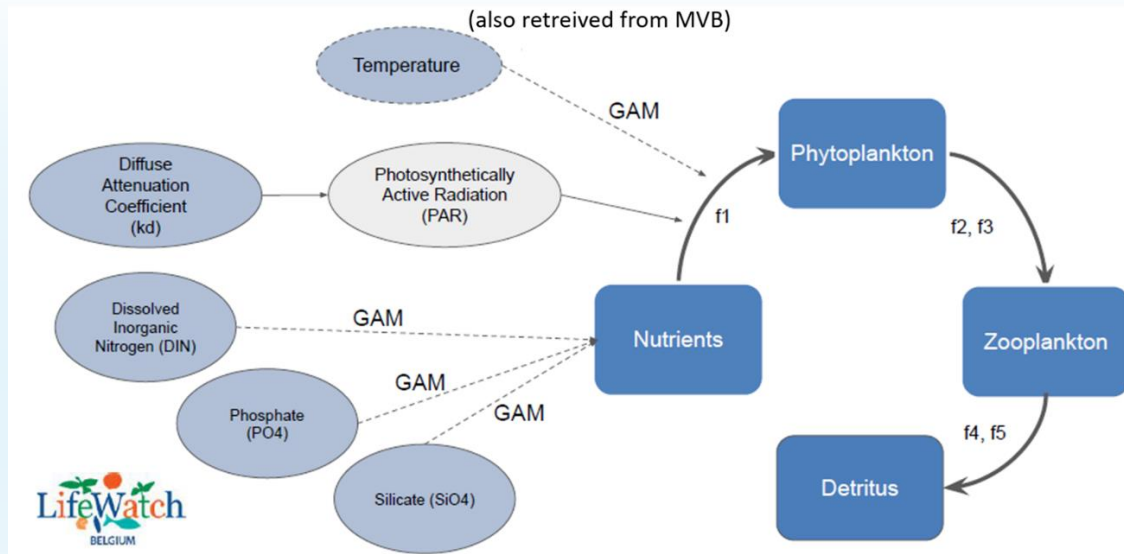 (also retreived from MVB)
Temperature
GAM
Phytoplankton
Diffuse
Attenuation
Coefficient
(kd)
Photosynthetically
Active Radiation
(PAR)
f1
f2, f3
Dissolved
Inorganic
Nitrogen (DIN)
GAM
Nutrients
Zooplankton
GAM
Phosphate
(PO4)
GAM
f4, f5
Silicate (SiO4)
Detritus
LifeWatch
BELGIUM